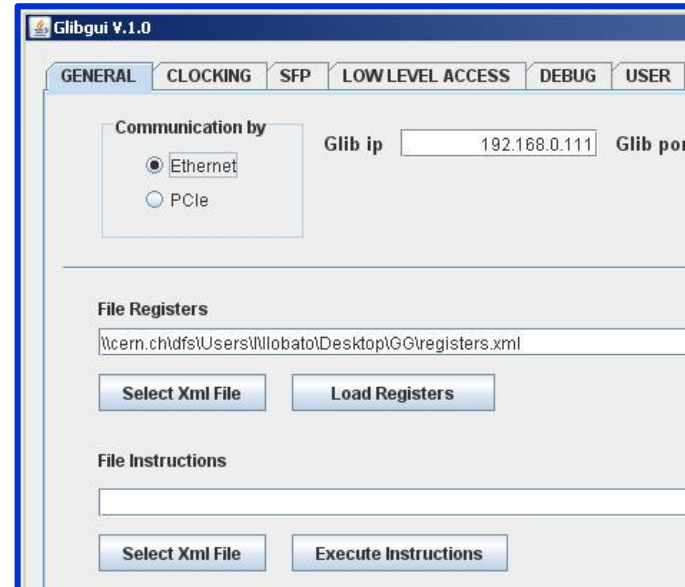 Glibgui V.1.0
GENERAL CLOCKING SFP LOW LEVEL ACCESS DEBUG USER
Communication by
Glib ip 192.168.0.111 Glib por
Ethernet
PCIe
File Registers
\\cern.ch\dfs\Users\l\llobato\Desktop\GG\registers.xml
Select Xml File Load Registers
File Instructions
Select Xml File Execute Instructions